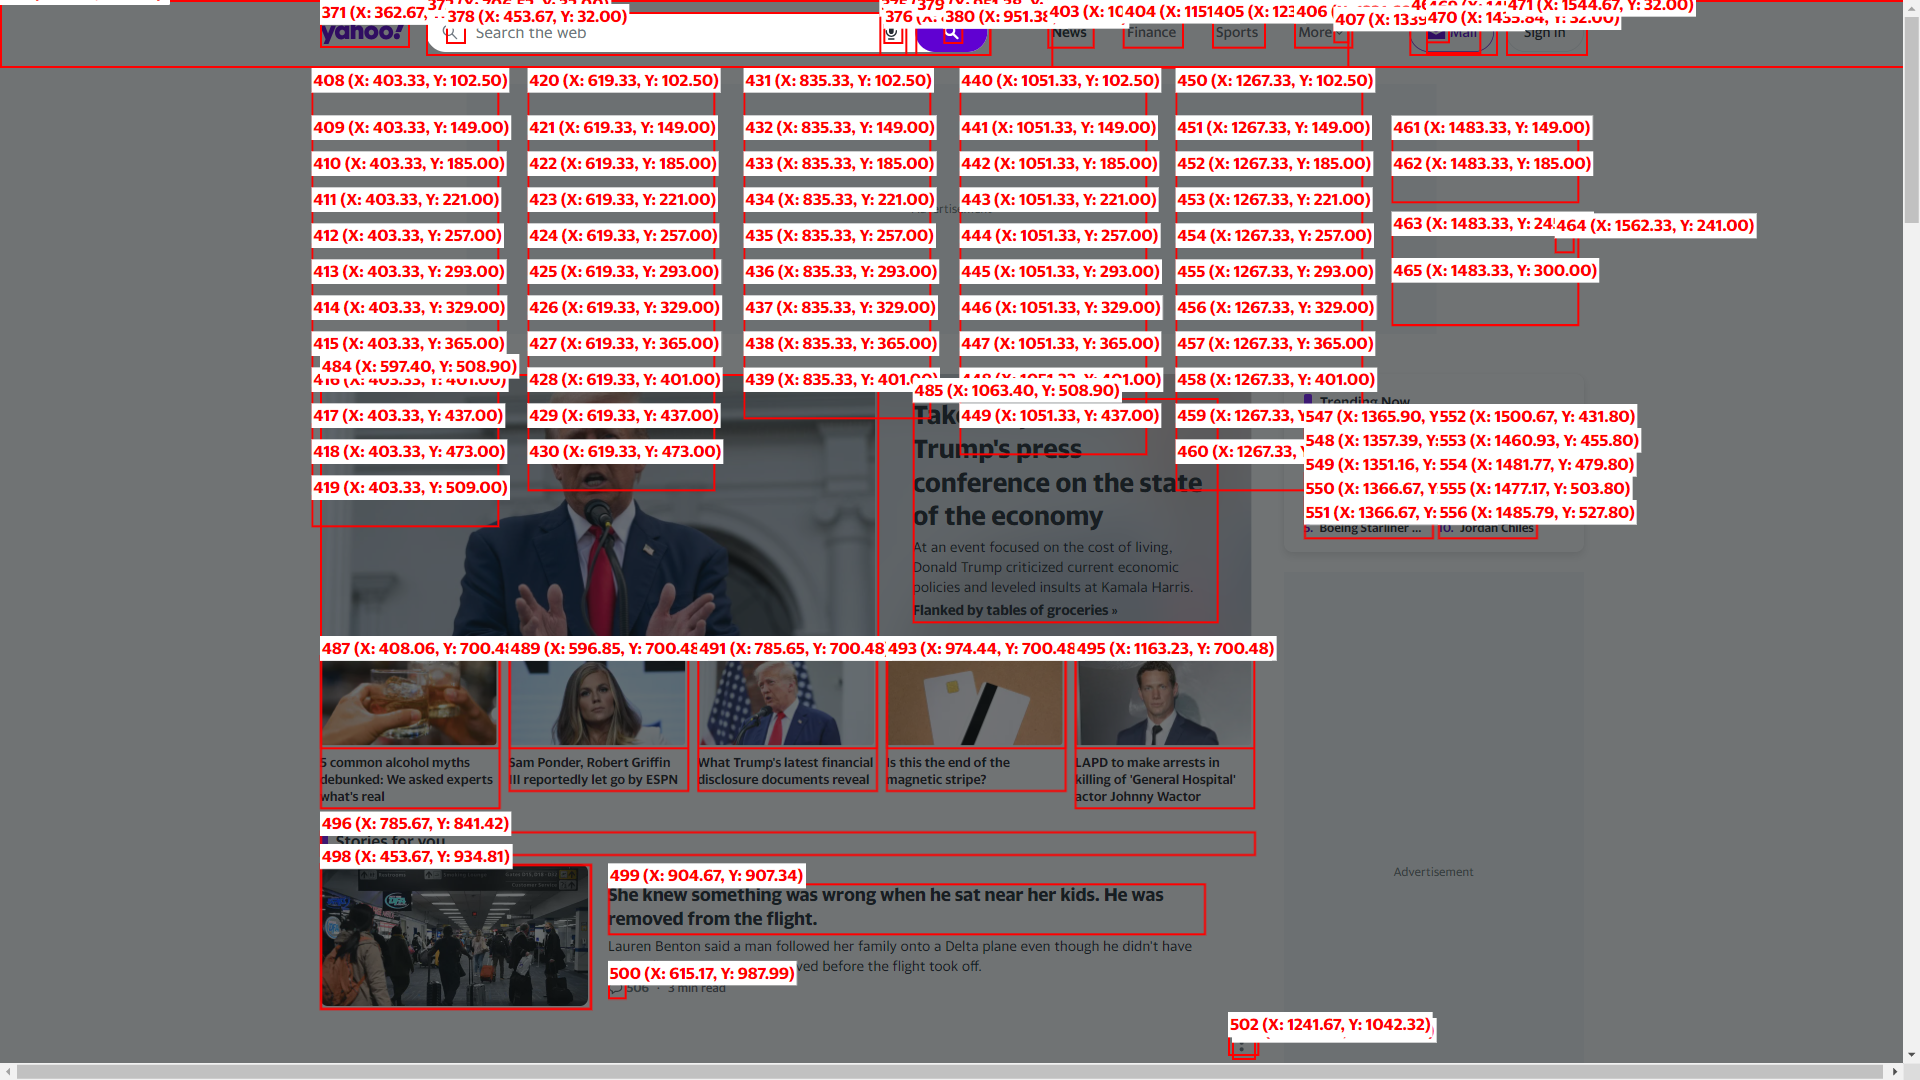 371 (X: 362.67,
378 (X: 453.67, Y: 32.00)
376 (X:
380 (X: 951.38
403 (X: 10
404 (X: 1151
405 (X: 123
406
407 (X: 1339
470 (X: 1455.84, Y: 32.00)
471 (X: 1544.67, Y: 32.00)
yahoo!
Search the web
News
Finance
Sports
More
Mail
Sign in
408 (X: 403.33, Y: 102.50)
420 (X: 619.33, Y: 102.50)
431 (X: 835.33, Y: 102.50)
440 (X: 1051.33, Y: 102.50)
450 (X: 1267.33, Y: 102.50)
409 (X: 403.33, Y: 149.00)
421 (X: 619.33, Y: 149.00)
432 (X: 835.33, Y: 149.00)
441 (X: 1051.33, Y: 149.00)
451 (X: 1267.33, Y: 149.00)
461 (X: 1483.33, Y: 149.00)
410 (X: 403.33, Y: 185.00)
422 (X: 619.33, Y: 185.00)
433 (X: 835.33, Y: 185.00)
442 (X: 1051.33, Y: 185.00)
452 (X: 1267.33, Y: 185.00)
462 (X: 1483.33, Y: 185.00)
411 (X: 403.33, Y: 221.00)
423 (X: 619.33, Y: 221.00)
434 (X: 835.33, Y: 221.00)
443 (X: 1051.33, Y: 221.00)
453 (X: 1267.33, Y: 221.00)
463 (X: 1483.33, Y: 241
464 (X: 1562.33, Y: 241.00)
412 (X: 403.33, Y: 257.00)
424 (X: 619.33, Y: 257.00)
435 (X: 835.33, Y: 257.00)
444 (X: 1051.33, Y: 257.00)
454 (X: 1267.33, Y: 257.00)
413 (X: 403.33, Y: 293.00)
425 (X: 619.33, Y: 293.00)
436 (X: 835.33, Y: 293.00)
445 (X: 1051.33, Y: 293.00)
455 (X: 1267.33, Y: 293.00)
465 (X: 1483.33, Y: 300.00)
414 (X: 403.33, Y: 329.00)
426 (X: 619.33, Y: 329.00)
437 (X: 835.33, Y: 329.00)
446 (X: 1051.33, Y: 329.00)
456 (X: 1267.33, Y: 329.00)
415 (X: 403.33, Y: 365.00)
427 (X: 619.33, Y: 365.00)
438 (X: 835.33, Y: 365.00)
447 (X: 1051.33, Y: 365.00)
457 (X: 1267.33, Y: 365.00)
484 (X: 597.40, Y: 508.90)
416 (X: 403.33, Y: 401.00)
428 (X: 619.33, Y: 401.00)
439 (X: 835.33, Y: 401.00)
448 (X: 1051.33, Y: 401.00)
458 (X: 1267.33, Y: 401.00)
485 (X: 1063.40, Y: 508.90)
417 (X: 403.33, Y: 437.00)
429 (X: 619.33, Y: 437.00)
449 (X: 1051.33, Y: 437.00)
459 (X: 1267.33, Y
418 (X: 403.33, Y: 473.00)
430 (X: 619.33, Y: 473.00)
460 (X: 1267.33, Y
419 (X: 403.33, Y: 509.00)
Trump's press
conference on the state
of the economy
At an event focused on the cost of living,
Donald Trump criticized current economic
policies and leveled insults at Kamala Harris.
Flanked by tables of groceries »
Trending Now
547 (X: 1365.90, Y
552 (X: 1500.67, Y: 431.80)
548 (X: 1357.39, Y:
553 (X: 1460.93, Y: 455.80)
549 (X: 1351.16, Y:
554 (X: 1481.77, Y: 479.80)
550 (X: 1366.67, Y
555 (X: 1477.17, Y: 503.80)
551 (X: 1366.67, Y:
556 (X: 1485.79, Y: 527.80)
5. Boeing Starliner ...
10. Jordan Chiles
487 (X: 408.06, Y: 700.48
489 (X: 596.85, Y: 700.48
491 (X: 785.65, Y: 700.48
493 (X: 974.44, Y: 700.48
495 (X: 1163.23, Y: 700.48)
5 common alcohol myths
debunked: We asked experts
what's real
Sam Ponder, Robert Griffin
III reportedly let go by ESPN
What Trump's latest financial
disclosure documents reveal
Is this the end of the
magnetic stripe?
LAPD to make arrests in
killing of 'General Hospital'
actor Johnny Wactor
496 (X: 785.67, Y: 841.42)
Stories for you
498 (X: 453.67, Y: 934.81)
499 (X: 904.67, Y: 907.34)
She knew something was wrong when he sat near her kids. He was
removed from the flight.
Lauren Benton said a man followed her family onto a Delta plane even though he didn't have
ved before the flight took off.
500 (X: 615.17, Y: 987.99)
506 · 3 min read
Advertisement
502 (X: 1241.67, Y: 1042.32)